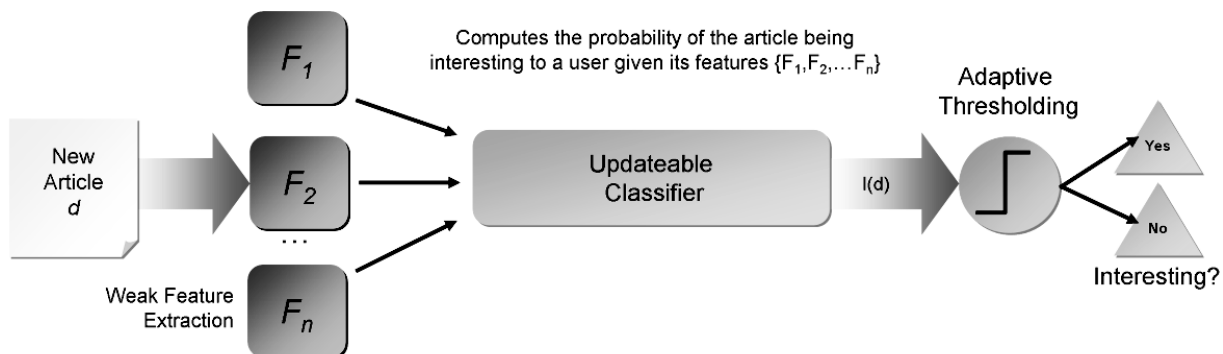 New
Article
d
F1
F2
...
Fn
Weak Feature
Extraction
Computes the probability of the article being
interesting to a user given its features {F1,F2,...Fn}
Updateable
Classifier
I(d)
Adaptive
Thresholding
Yes
No
Interesting?